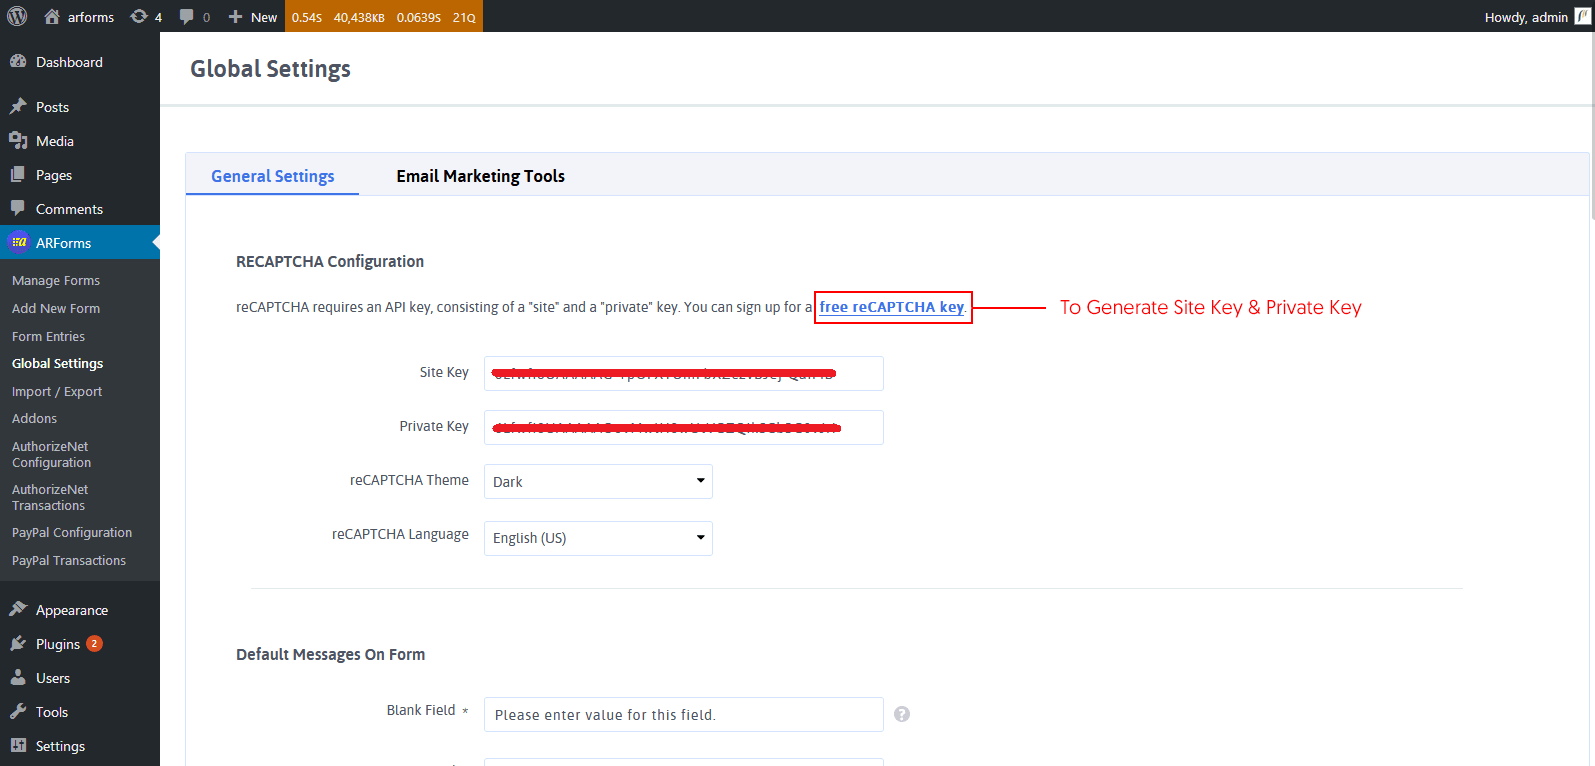 arforms 4 0 New 0.54S 40,438KB 0.0639S 21Q Howdy, admin
Dashboard
Posts
Media
Pages
Comments
ARForms
Manage Forms
Add New Form
Form Entries
Global Settings
Import / Export
Addons
AuthorizeNet
Configuration
AuthorizeNet
Transactions
PayPal Configuration
PayPal Transactions
Appearance
Plugins 2
Users
Tools
Settings
Global Settings
General Settings Email Marketing Tools
RECAPTCHA Configuration
reCAPTCHA requires an API key, consisting of a "site" and a "private" key. You can sign up for a free reCAPTCHA key. To Generate Site Key & Private Key
Site Key
Private Key
reCAPTCHA Theme Dark
reCAPTCHA Language English (US)
Default Messages On Form
Blank Field * Please enter value for this field. ?